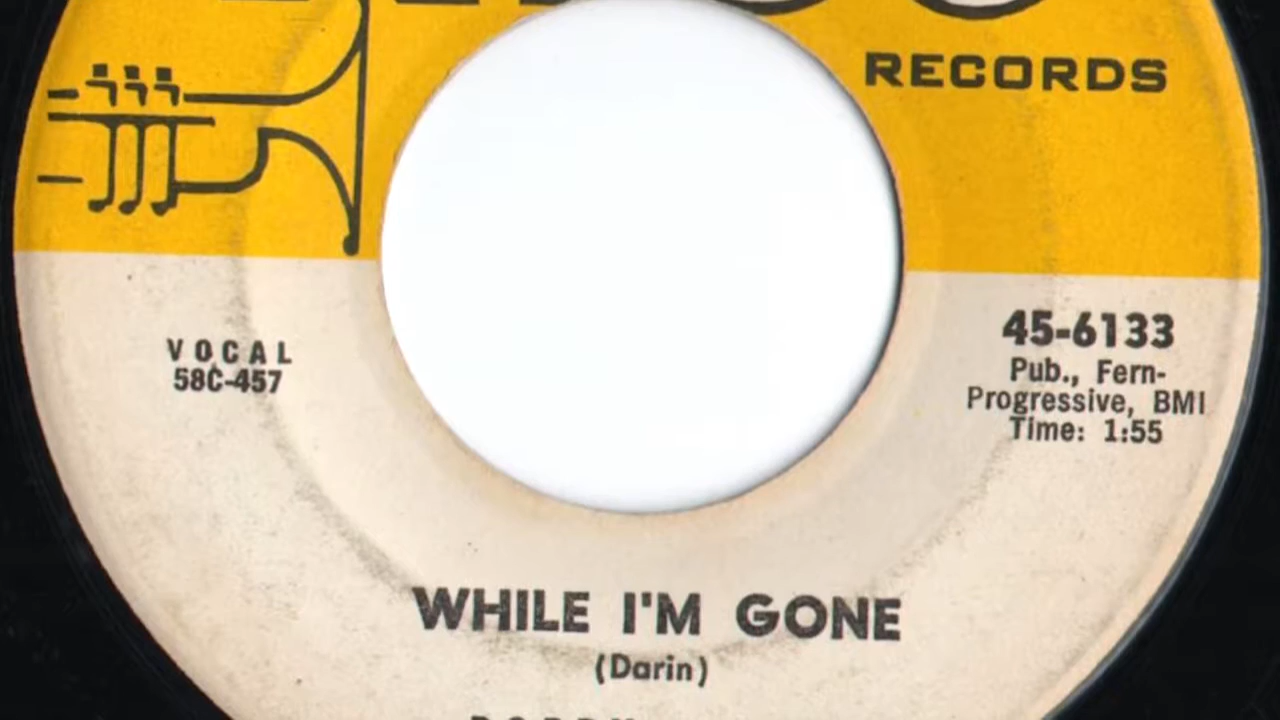 RECORDS
VOCAL
58C-457
45-6133
Pub., Fern-
Progressive, BMI
Time: 1:55
WHILE I'M GONE
(Darin)